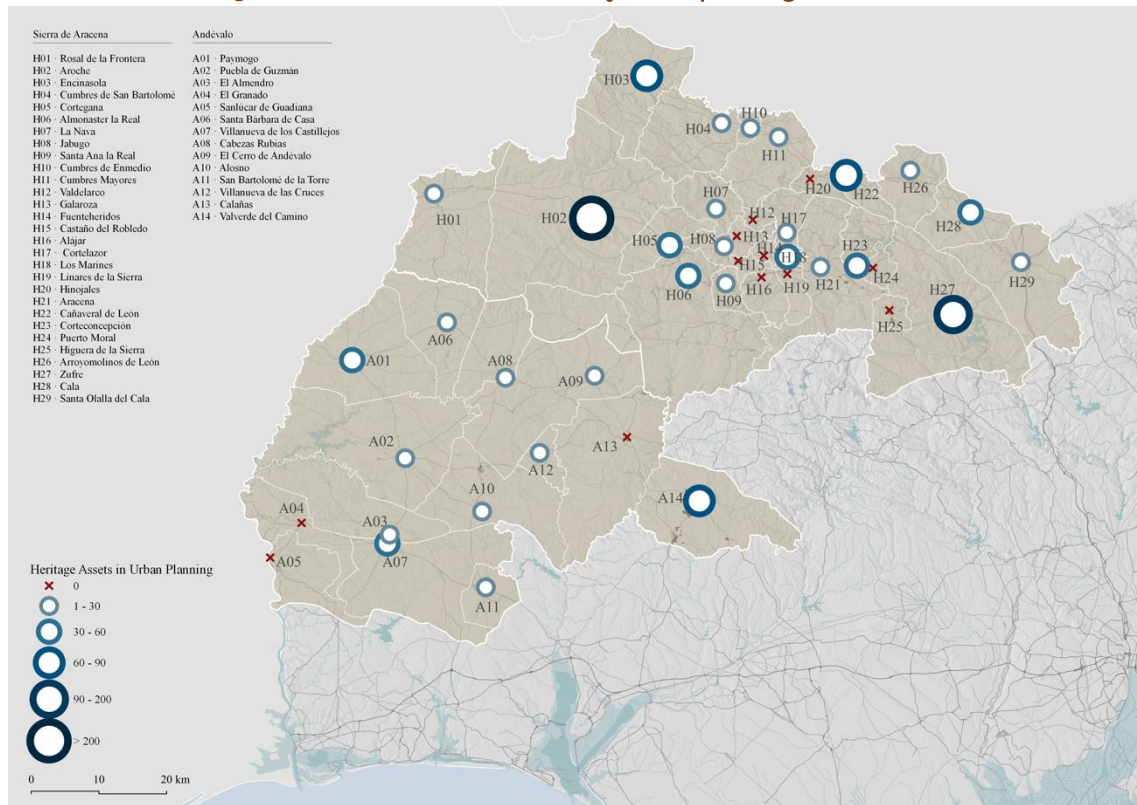 Sierra de Aracena
H01 · Rosal de la Frontera
H02 · Aroche
H03 · Encinasola
H04 · Cumbres de San Bartolomé
H05 · Cortegana
H06 · Almonaster la Real
H07 · La Nava
H08 · Jabugo
H09 · Santa Ana la Real
H10 · Cumbres de Enmedio
H11 · Cumbres Mayores
H12 · Valdelarco
H13 · Galaroza
H14 · Fuenteheridos
H15 · Castaño del Robledo
H16 · Alájar
H17 · Cortelazor
H18 · Los Marines
H19 · Linares de la Sierra
H20 · Hinojales
H21 · Aracena
H22 · Cañaveral de León
H23 · Corteconcepción
H24 · Puerto Moral
H25 · Higuera de la Sierra
H26 · Arroyomolinos de León
H27 · Zufre
H28 · Cala
H29 · Santa Olalla del Cala
Andévalo
A01 · Paymogo
A02 · Puebla de Guzmán
A03 · El Almendro
A04 · El Granado
A05 · Sanlúcar de Guadiana
A06 · Santa Bárbara de Casa
A07 · Villanueva de los Castillejos
A08 · Cabezas Rubias
A09 · El Cerro de Andévalo
A10 · Alosno
A11 · San Bartolomé de la Torre
A12 · Villanueva de las Cruces
A13 · Calañas
A14 · Valverde del Camino
H03
H10
H04
H11
H20
H22
H26
H07
H01
H02
H12
H17
H28
H13
H05
H08
H14
H18
H23
H15
H21
H24
H29
H06
H09
H16
H19
H27
H25
A06
A01
A08
A09
A13
A02
A12
A10
A14
A04
A03
A05
A07
A11
Heritage Assets in Urban Planning
0
1 - 30
30 - 60
60 - 90
90 - 200
> 200
0 10 20 km